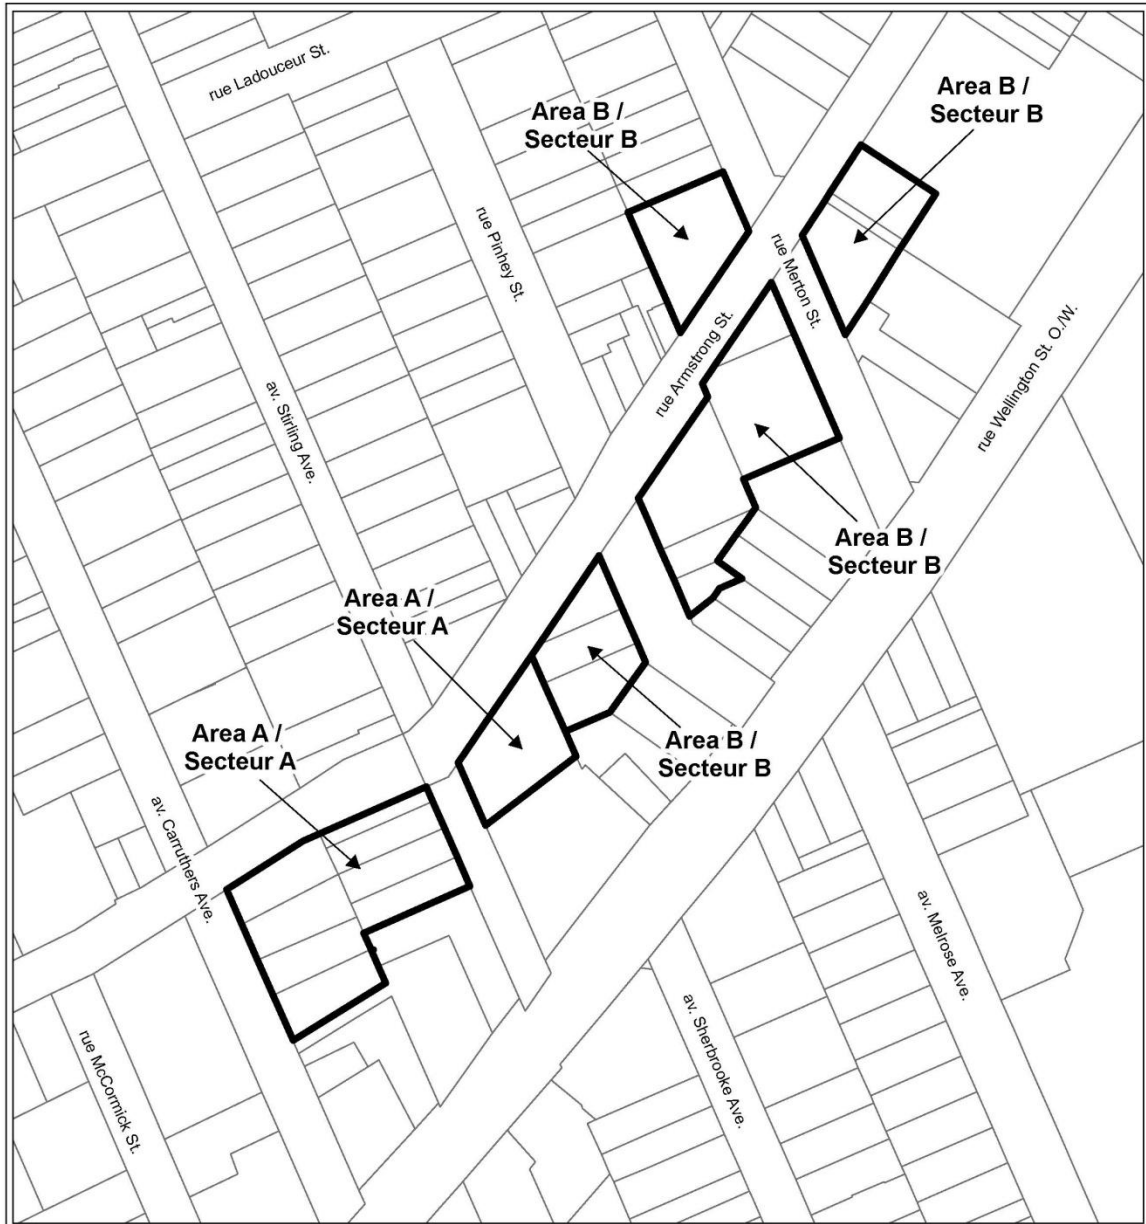 rue Ladouceur St.
Area B /
Secteur B
Area B /
Secteur B
rue Pinhey St.
rue Merton St.
rue Armstrong St.
rue Wellington St. O./W.
av. Stirling Ave.
Area B /
Secteur B
Area A /
Secteur A
Area A /
Secteur A
Area B /
Secteur B
av. Carruthers Ave.
av. Melrose Ave.
av. Sherbrooke Ave.
rue McCormick St.